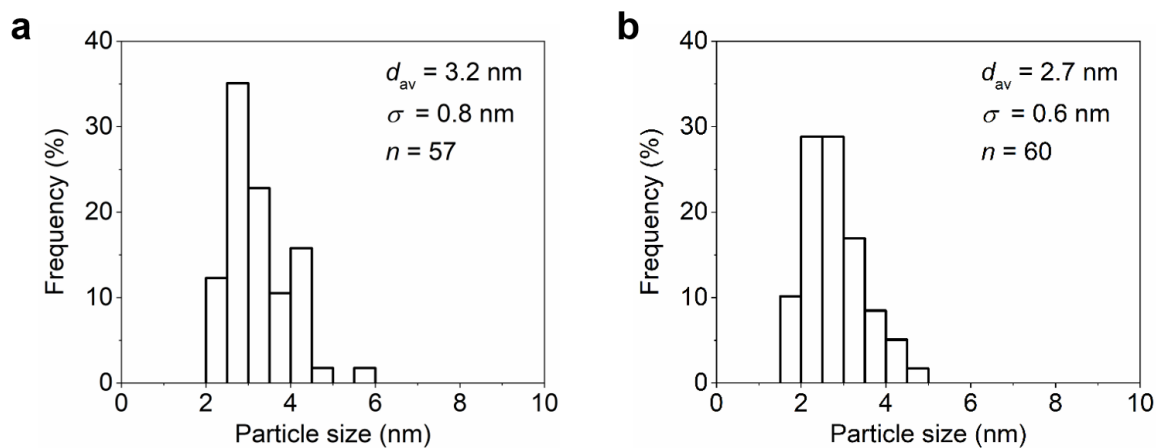 a
40
30
20
10
0
Frequency (%)
d_av = 3.2 nm
σ = 0.8 nm
n = 57
0 2 4 6 8 10
Particle size (nm)
b
40
30
20
10
0
Frequency (%)
d_av = 2.7 nm
σ = 0.6 nm
n = 60
0 2 4 6 8 10
Particle size (nm)